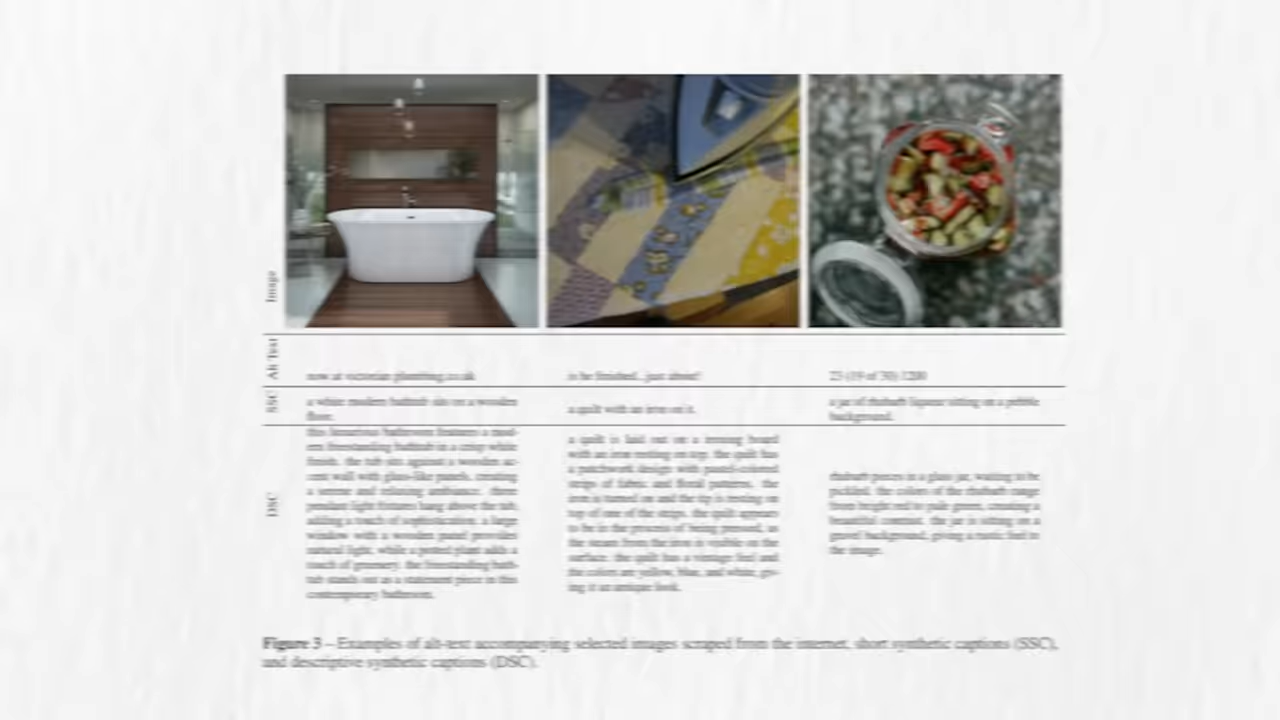 Image
Alt Text
now at victorian plumbing.co.uk
is he finished...just about!
23 (19 of 30) 1200
SSC
a white modern bathtub sits on a wooden
floor.
a quilt with an iron on it.
a jar of rhubarb liqueur sitting on a pebble
background.
DSC
this luxurious bathroom features a mod-
ern freestanding bathtub in a crisp white
finish. the tub sits against a wooden ac-
cent wall with glass-like panels, creating
a serene and relaxing ambiance. three
pendant light fixtures hang above the tub,
adding a touch of sophistication. a large
window with a wooden panel provides
natural light, while a potted plant adds a
touch of greenery. the freestanding bath-
tub stands out as a statement piece in this
contemporary bathroom.
a quilt is laid out on a ironing board
with an iron resting on top. the quilt has
a patchwork design with pastel-colored
strips of fabric and floral patterns. the
iron is turned on and the tip is resting on
top of one of the strips. the quilt appears
to be in the process of being pressed, as
the steam from the iron is visible on the
surface. the quilt has a vintage feel and
the colors are yellow, blue, and white, giv-
ing it an antique look.
rhubarb pieces in a glass jar, waiting to be
pickled. the colors of the rhubarb range
from bright red to pale green, creating a
beautiful contrast. the jar is sitting on a
gravel background, giving a rustic feel to
the image.
Figure 3 – Examples of alt-text accompanying selected images scraped from the internet, short synthetic captions (SSC),
and descriptive synthetic captions (DSC).